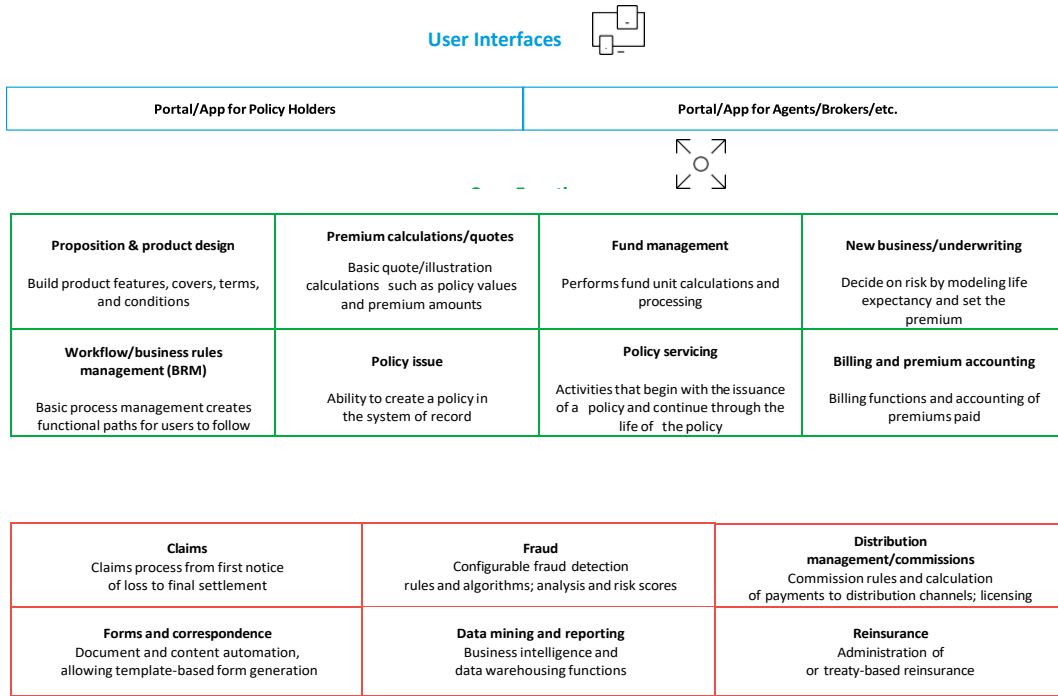 User Interfaces
Portal/App for Policy Holders
Portal/App for Agents/Brokers/etc.
Proposition & product design
Build product features, covers, terms,
and conditions
Premium calculations/quotes
Basic quote/illustration
calculations such as policy values
and premium amounts
Fund management
Performs fund unit calculations and
processing
New business/underwriting
Decide on risk by modeling life
expectancy and set the
premium
Workflow/business rules
management (BRM)
Basic process management creates
functional paths for users to follow
Policy issue
Ability to create a policy in
the system of record
Policy servicing
Activities that begin with the issuance
of a policy and continue through the
life of the policy
Billing and premium accounting
Billing functions and accounting of
premiums paid
Claims
Claims process from first notice
of loss to final settlement
Fraud
Configurable fraud detection
rules and algorithms; analysis and risk scores
Distribution
management/commissions
Commission rules and calculation
of payments to distribution channels; licensing
Forms and correspondence
Document and content automation,
allowing template-based form generation
Data mining and reporting
Business intelligence and
data warehousing functions
Reinsurance
Administration of
or treaty-based reinsurance